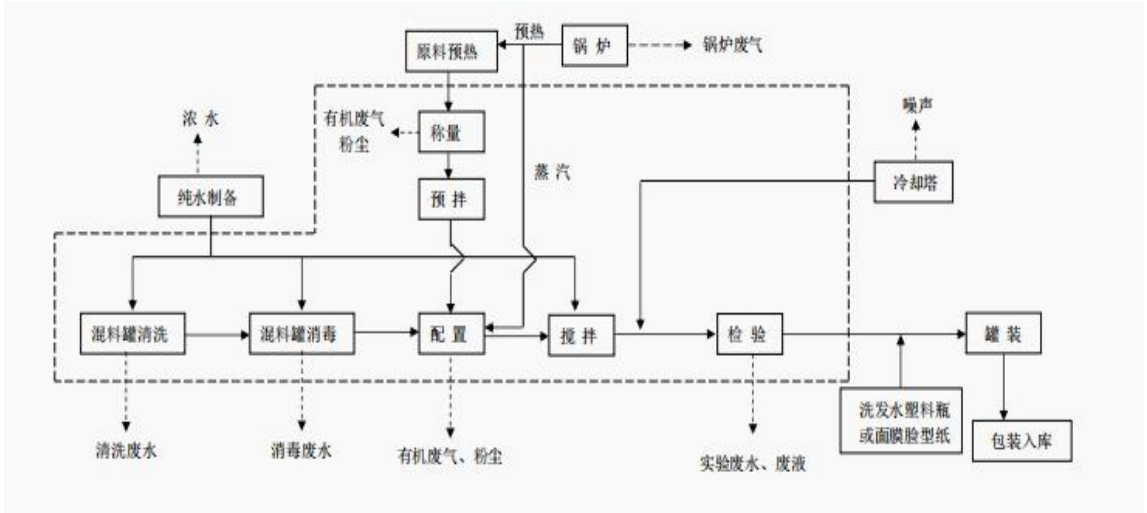 预热
原料预热
锅 炉
锅炉废气
浓 水
有机废气
粉尘
称量
噪声
蒸 汽
纯水制备
预 拌
冷却塔
混料罐清洗
混料罐消毒
配 置
搅 拌
检 验
罐 装
洗发水塑料瓶
或面膜脸型纸
包装入库
清洗废水
消毒废水
有机废气、粉尘
实验废水、废液